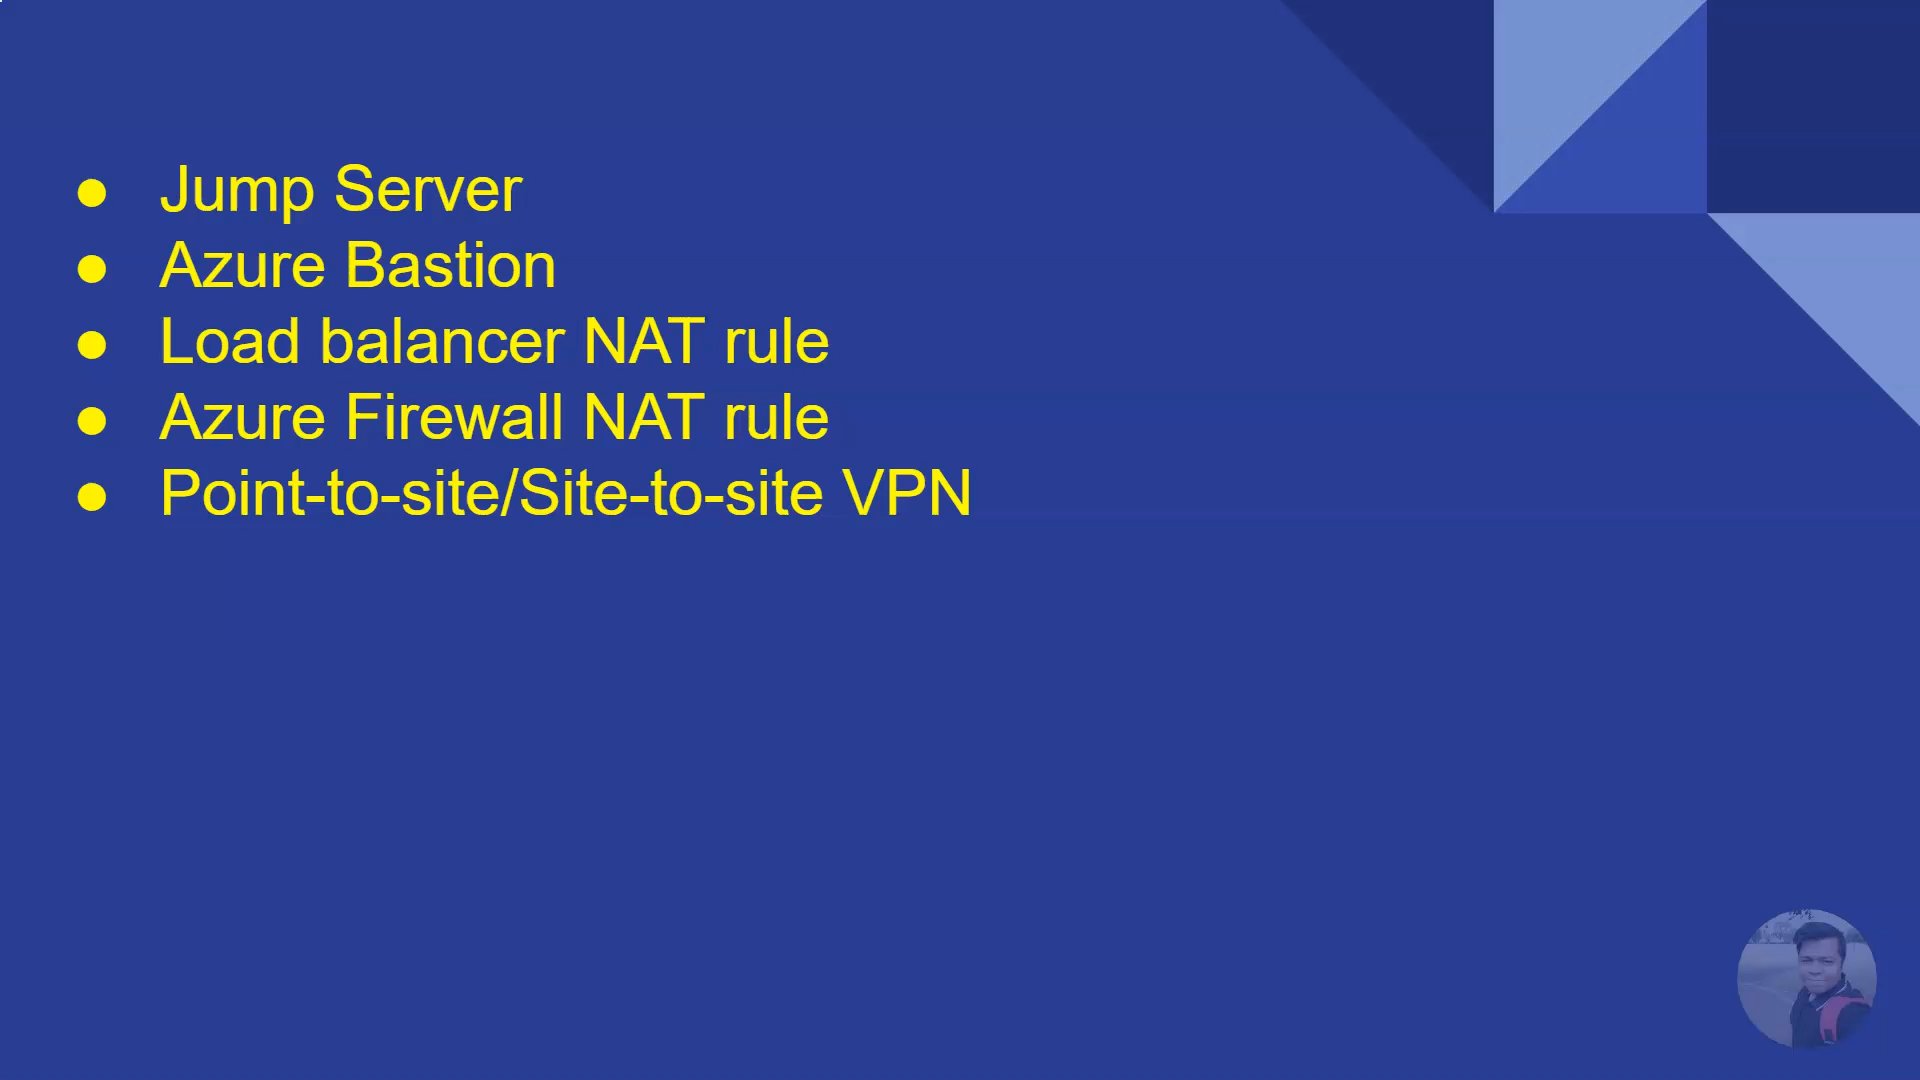 ● Jump Server
● Azure Bastion
● Load balancer NAT rule
● Azure Firewall NAT rule
● Point-to-site/Site-to-site VPN